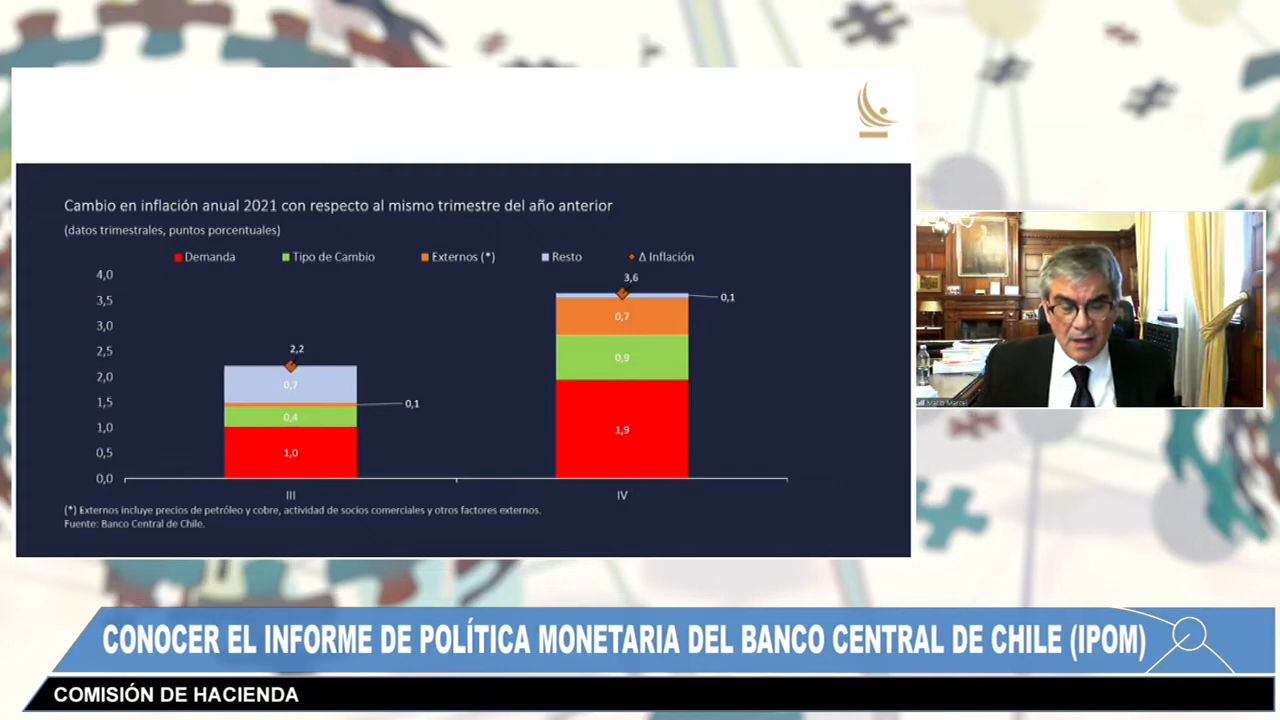 Cambio en inflación anual 2021 con respecto al mismo trimestre del año anterior
(datos trimestrales, puntos porcentuales)
Demanda Tipo de Cambio Externos (*) Resto Δ Inflación
4,0
3,5
3,0
2,5
2,0
1,5
1,0
0,5
0,0
2,2
0,7
0,1
0,4
1,0
3,6
0,1
0,7
0,9
1,9
III IV
(*) Externos incluye precios de petróleo y cobre, actividad de socios comerciales y otros factores externos.
Fuente: Banco Central de Chile.
Mario Marcel
CONOCER EL INFORME DE POLÍTICA MONETARIA DEL BANCO CENTRAL DE CHILE (IPOM)
COMISIÓN DE HACIENDA